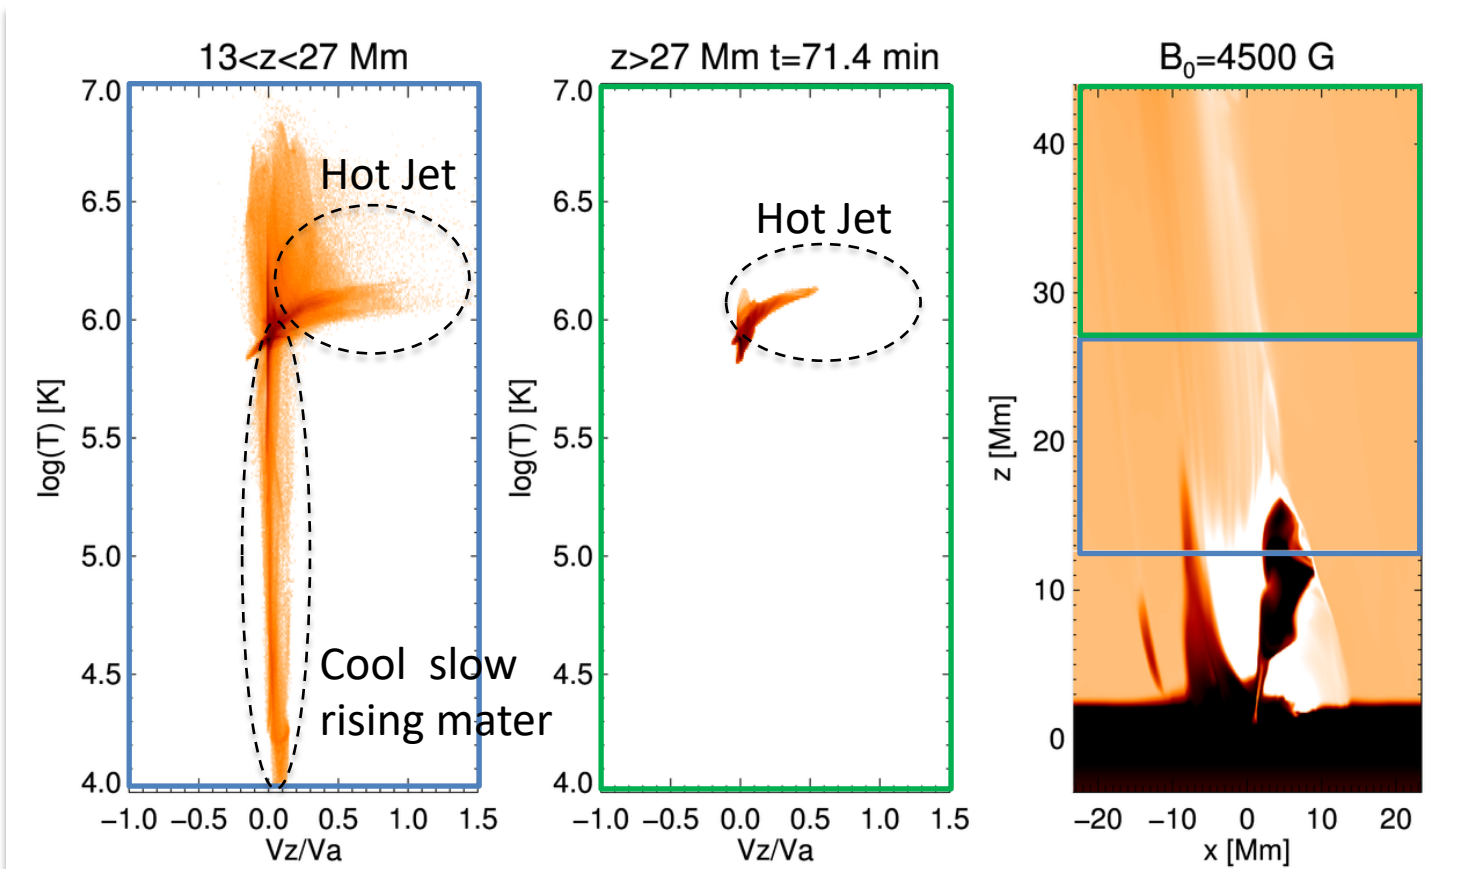 13<z<27 Mm
z>27 Mm t=71.4 min
B0=4500 G
7.0
6.5
6.0
5.5
5.0
4.5
4.0
log(T) [K]
−1.0 −0.5 0.0 0.5 1.0 1.5
Vz/Va
Hot Jet
Cool slow
rising mater
7.0
6.5
6.0
5.5
5.0
4.5
4.0
log(T) [K]
−1.0 −0.5 0.0 0.5 1.0 1.5
Vz/Va
Hot Jet
40
30
20
10
0
z [Mm]
−20 −10 0 10 20
x [Mm]